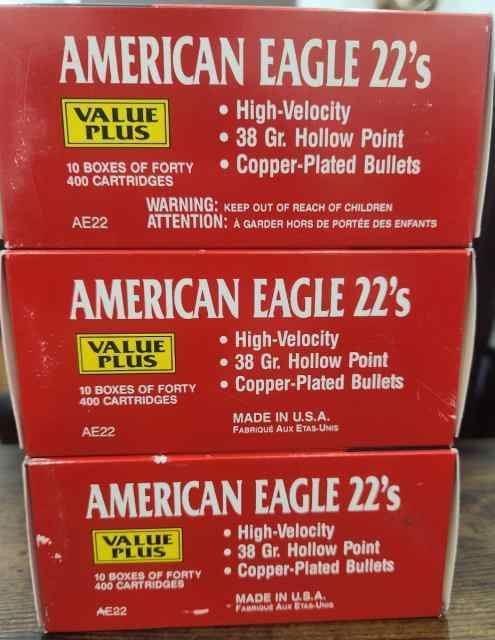 AMERICAN EAGLE 22's
VALUE PLUS
• High-Velocity
• 38 Gr. Hollow Point
• Copper-Plated Bullets
10 BOXES OF FORTY
400 CARTRIDGES
WARNING: KEEP OUT OF REACH OF CHILDREN
AE22
ATTENTION: À GARDER HORS DE PORTÉE DES ENFANTS
AMERICAN EAGLE 22's
VALUE PLUS
• High-Velocity
• 38 Gr. Hollow Point
• Copper-Plated Bullets
10 BOXES OF FORTY
400 CARTRIDGES
AE22
MADE IN U.S.A.
FABRIQUÉ AUX ETAS-UNIS
AMERICAN EAGLE 22's
VALUE PLUS
• High-Velocity
• 38 Gr. Hollow Point
• Copper-Plated Bullets
10 BOXES OF FORTY
400 CARTRIDGES
AE22
MADE IN U.S.A.
FABRIQUÉ AUX ETAS-UNIS